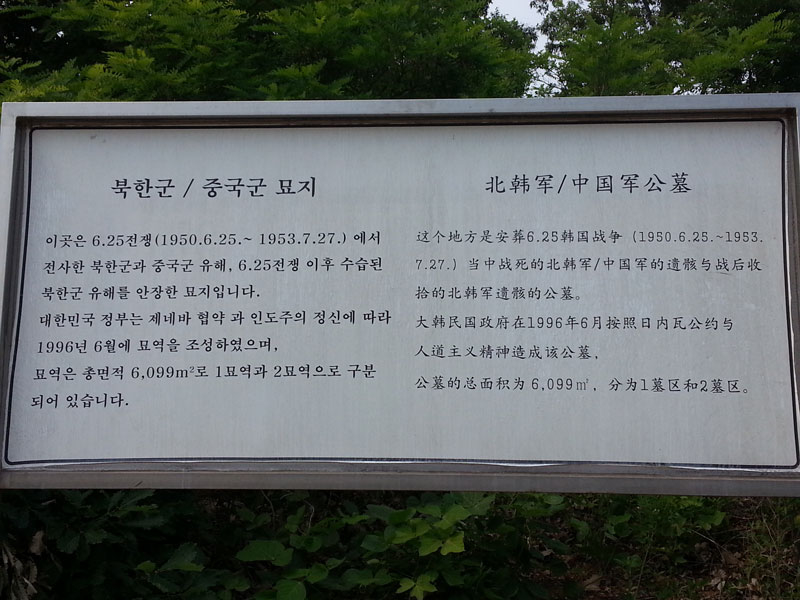 북한군 / 중국군 묘지
이곳은 6.25전쟁(1950.6.25.~ 1953.7.27.) 에서
전사한 북한군과 중국군 유해, 6.25전쟁 이후 수습된
북한군 유해를 안장한 묘지입니다.
대한민국 정부는 제네바 협약 과 인도주의 정신에 따라
1996년 6월에 묘역을 조성하였으며,
묘역은 총면적 6,099m²로 1묘역과 2묘역으로 구분
되어 있습니다.
北韩军/中国军公墓
这个地方是安葬6.25韩国战争 (1950.6.25.~1953.
7.27.) 当中战死的北韩军/中国军的遗骸与战后收
拾的北韩军遗骸的公墓。
大韩民国政府在1996年6月按照日内瓦公约与
人道主义精神造成该公墓,
公墓的总面积为 6,099㎡, 分为1墓区和2墓区。